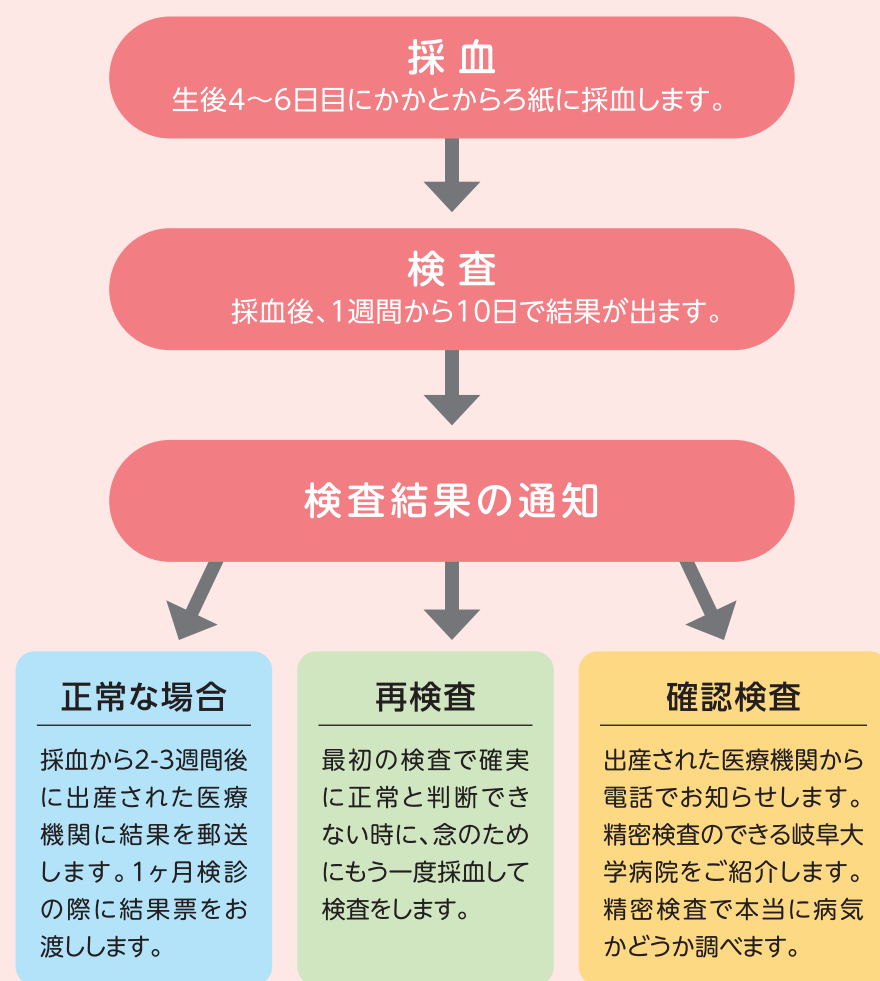 採血
生後4〜6日目にかかとからろ紙に採血します。
検査
採血後、1週間から10日で結果が出ます。
検査結果の通知
正常な場合
採血から2-3週間後
に出産された医療
機関に結果を郵送
します。1ヶ月検診
の際に結果票をお
渡しします。
再検査
最初の検査で確実
に正常と判断でき
ない時に、念のため
にもう一度採血して
検査をします。
確認検査
出産された医療機関から
電話でお知らせします。
精密検査のできる岐阜大
学病院をご紹介します。
精密検査で本当に病気
かどうか調べます。